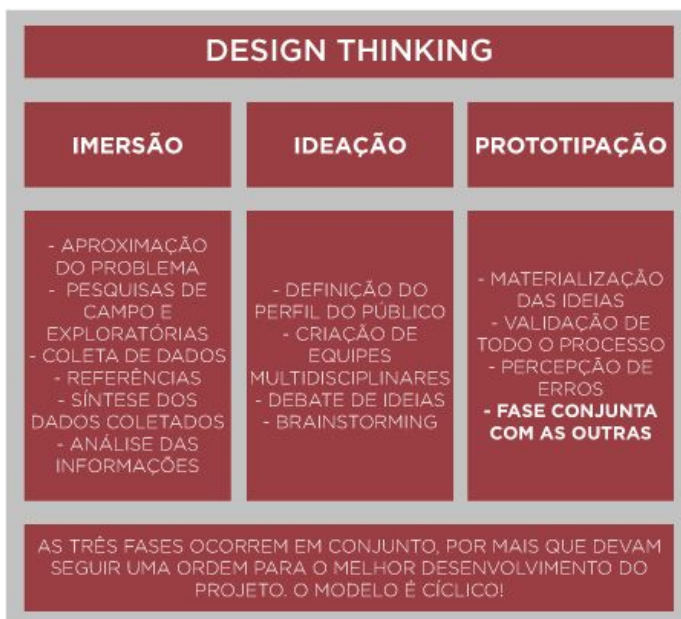 DESIGN THINKING
IMERSÃO
- APROXIMAÇÃO
DO PROBLEMA
- PESQUISAS DE
CAMPO E
EXPLORATÓRIAS
- COLETA DE DADOS
- REFERÊNCIAS
- SÍNTESE DOS
DADOS COLETADOS
- ANÁLISE DAS
INFORMAÇÕES
IDEAÇÃO
- DEFINIÇÃO DO
PERFIL DO PÚBLICO
- CRIAÇÃO DE
EQUIPES
MULTIDISCIPLINARES
- DEBATE DE IDEIAS
- BRAINSTORMING
PROTOTIPAÇÃO
- MATERIALIZAÇÃO
DAS IDEIAS
- VALIDAÇÃO DE
TODO O PROCESSO
- PERCEPÇÃO DE
ERROS
- FASE CONJUNTA
COM AS OUTRAS
AS TRÊS FASES OCORREM EM CONJUNTO, POR MAIS QUE DEVAM
SEGUIR UMA ORDEM PARA O MELHOR DESENVOLVIMENTO DO
PROJETO. O MODELO É CÍCLICO!